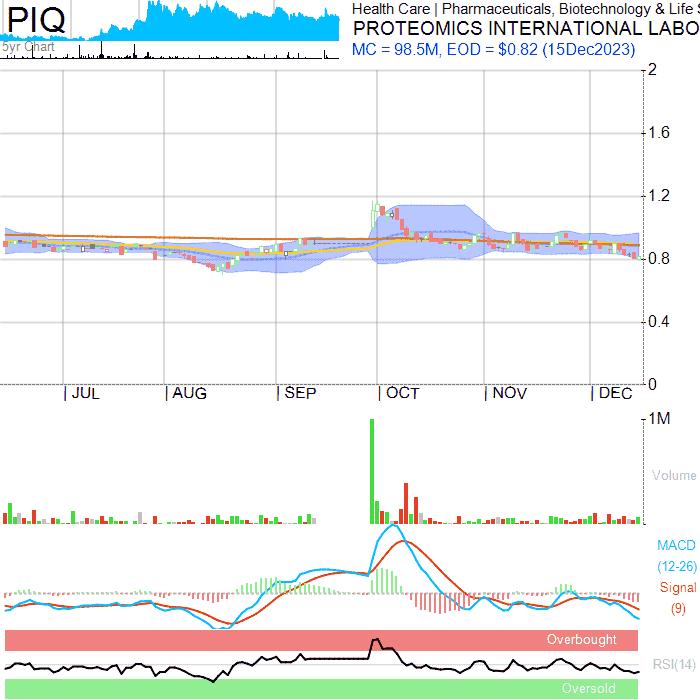 PIQ
5yr Chart
Health Care | Pharmaceuticals, Biotechnology & Life S
PROTEOMICS INTERNATIONAL LABO
MC = 98.5M, EOD = $0.82 (15Dec2023)
2
1.6
1.2
0.8
0.4
0
JUL AUG SEP OCT NOV DEC
1M
Volume
MACD
(12-26)
Signal
(9)
Overbought
RSI(14)
Oversold